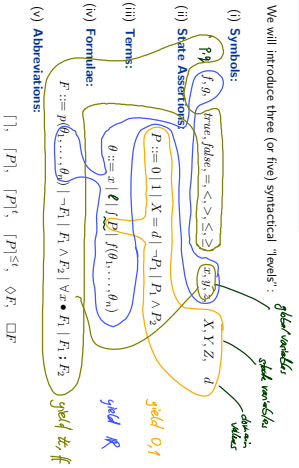 We will introduce three (or five) syntactical "levels":
(i) Symbols:
p,q
f, g, true, false, =, <, >, ≤, ≥, x, y, z, X, Y, Z, d
global variables
state variables
domain values
(ii) State Assertions:
P ::= 0 | 1 | X = d | ¬P₁ | P₁ ∧ P₂
yield 0,1
(iii) Terms:
θ ::= x | ℓ | ∫P | f(θ₁, …, θₙ)
yield ℝ
(iv) Formulae:
F ::= p(θ₁, …, θₙ) | ¬F₁ | F₁ ∧ F₂ | ∀ x • F₁ | F₁ ; F₂
yield tt, ff
(v) Abbreviations:
⌈⌉, ⌈P⌉, ⌈P⌉ᵗ, ⌈P⌉≤ᵗ, ◇F, □F